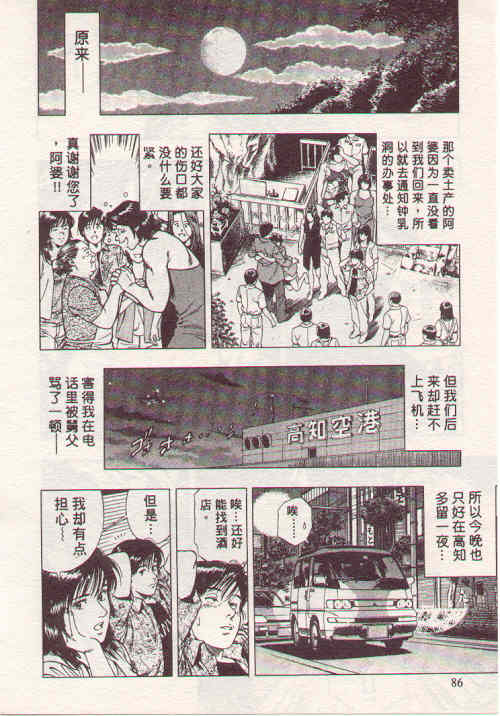 原来——
那个卖土产的阿
婆因为一直没看
到我们回来，所
以就去通知钟乳
洞的办事处…
还好大家
的伤口都
没什么要
紧。
真谢谢您了
，阿婆!!
但我们后
来却赶不
上飞机…
高知空港
害得我在电
话里被舅父
骂了一顿——
所以今晚也
只好在高知
多留一夜…
唉…
唉…还好
能找到酒
店。
但是…
我却有点
担心～
86